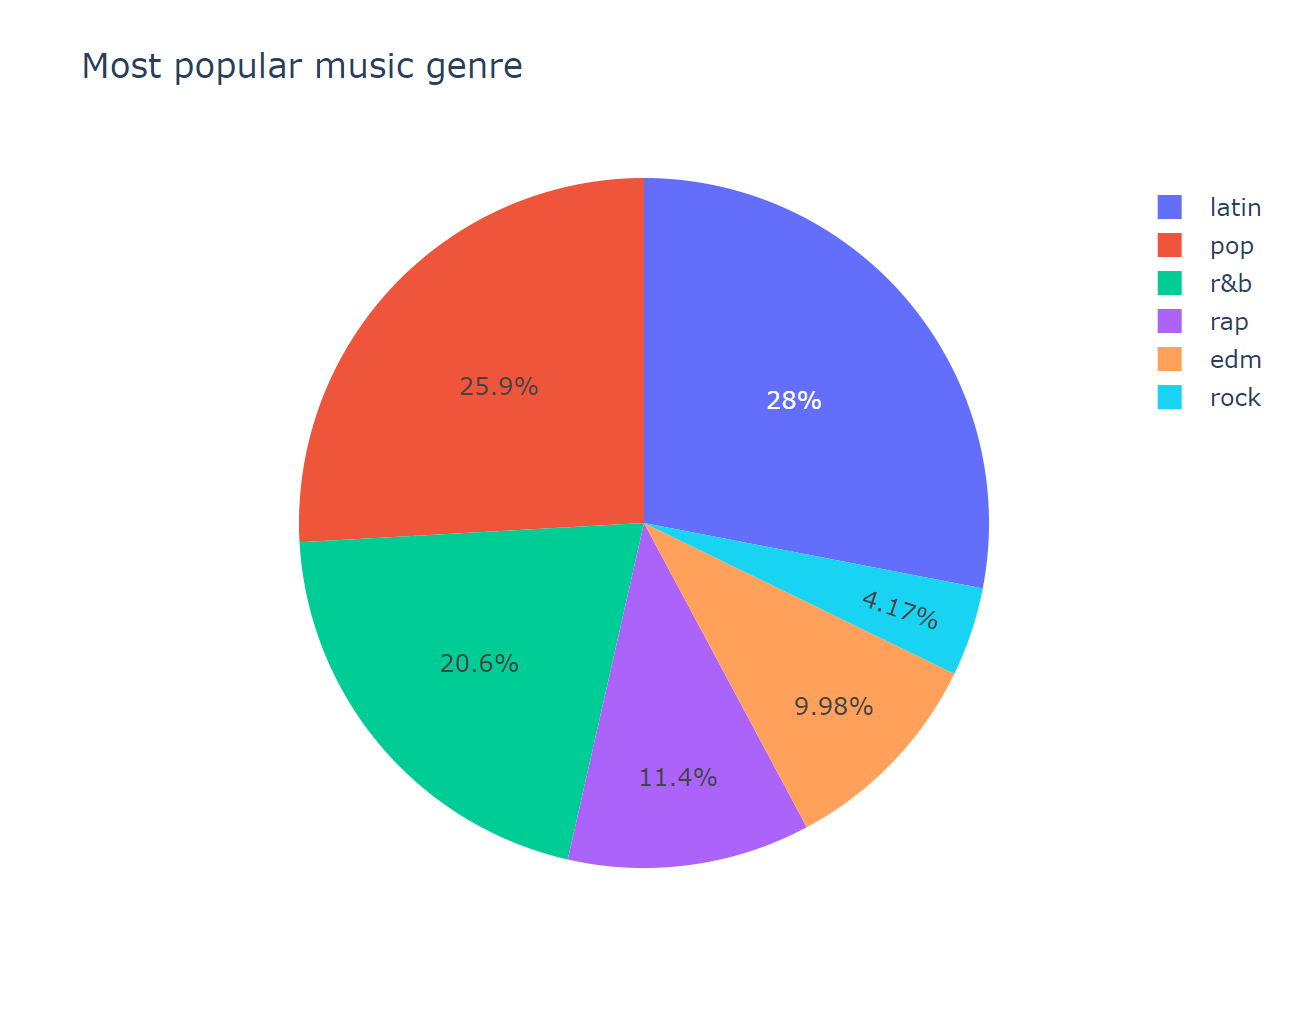 Most popular music genre
latin
pop
r&b
rap
edm
rock
25.9%
28%
4.17%
20.6%
9.98%
11.4%